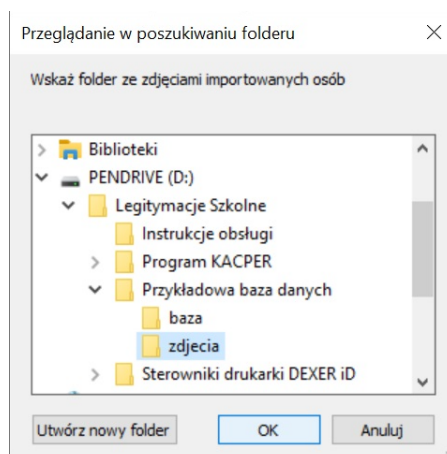 Przeglądanie w poszukiwaniu folderu
Wskaż folder ze zdjęciami importowanych osób
Biblioteki
PENDRIVE (D:)
Legitymacje Szkolne
Instrukcje obsługi
Program KACPER
Przykładowa baza danych
baza
zdjecia
Sterowniki drukarki DEXER iD
Utwórz nowy folder OK Anuluj